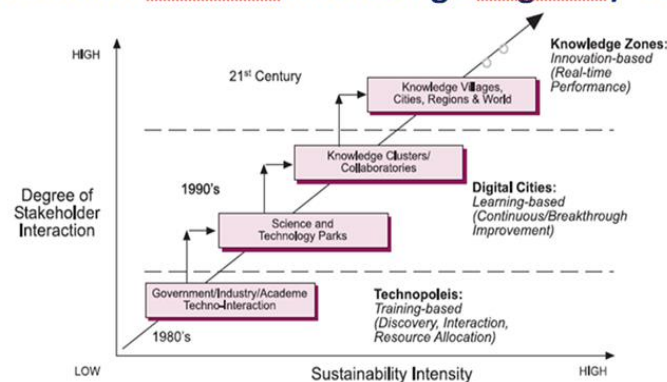 HIGH
Knowledge Zones:
Innovation-based
(Real-time
Performance)
21st Century
Knowledge Villages,
Cities, Regions & World
Knowledge Clusters/
Collaboratories
Degree of
Stakeholder
Interaction
1990's
Digital Cities:
Learning-based
(Continuous/Breakthrough
Improvement)
Science and
Technology Parks
Government/Industry/Academe
Techno-Interaction
Technopoleis:
Training-based
(Discovery, Interaction,
Resource Allocation)
1980's
LOW
Sustainability Intensity
HIGH